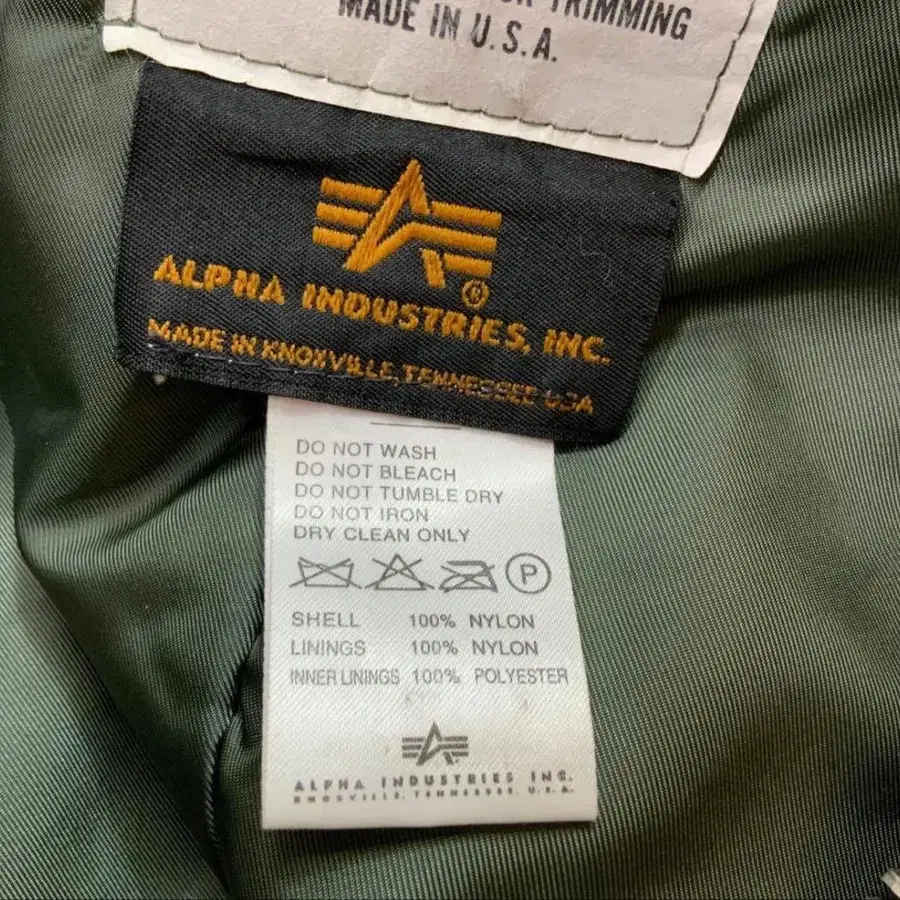 TRIMMING
MADE IN U.S.A.
ALPHA INDUSTRIES, INC.
MADE IN KNOXVILLE, TENNESSEE USA
DO NOT WASH
DO NOT BLEACH
DO NOT TUMBLE DRY
DO NOT IRON
DRY CLEAN ONLY
P
SHELL 100% NYLON
LININGS 100% NYLON
INNER LININGS 100% POLYESTER
ALPHA INDUSTRIES INC.
KNOXVILLE, TENNESSEE, U.S.A.